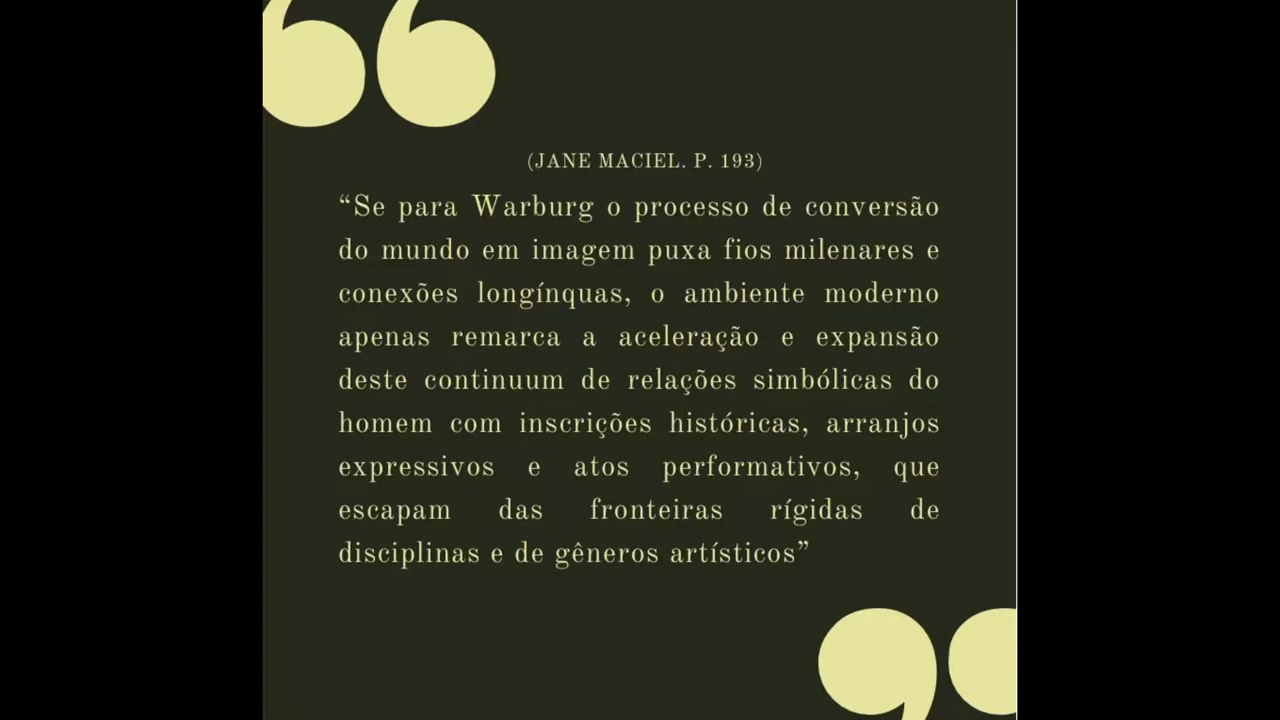 (JANE MACIEL. P. 193)
“Se para Warburg o processo de conversão
do mundo em imagem puxa fios milenares e
conexões longínquas, o ambiente moderno
apenas remarca a aceleração e expansão
deste continuum de relações simbólicas do
homem com inscrições históricas, arranjos
expressivos e atos performativos, que
escapam das fronteiras rígidas de
disciplinas e de gêneros artísticos”